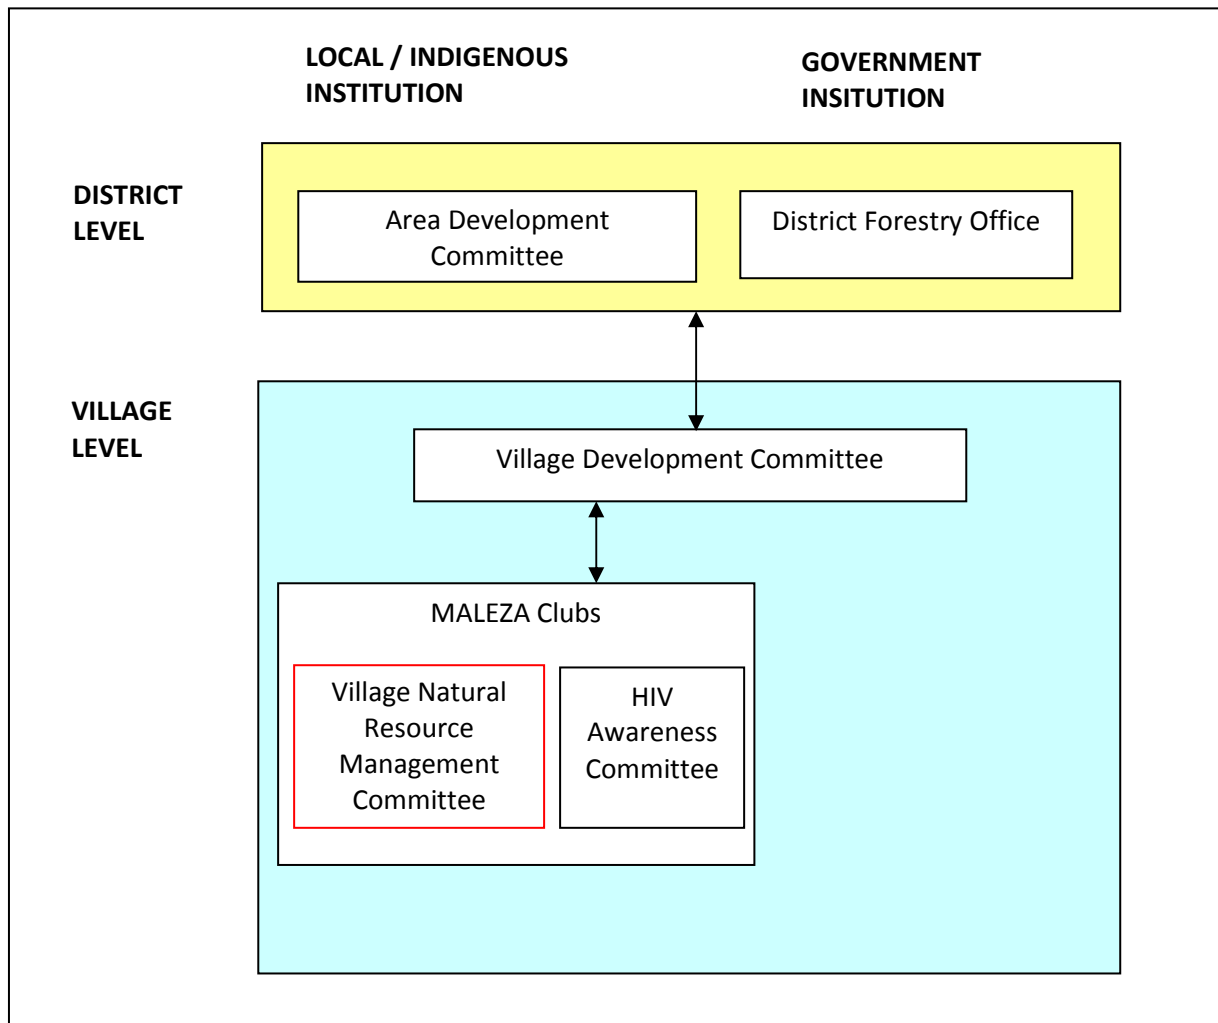 LOCAL / INDIGENOUS
INSTITUTION
GOVERNMENT
INSITUTION
DISTRICT
LEVEL
Area Development
Committee
District Forestry Office
VILLAGE
LEVEL
Village Development Committee
MALEZA Clubs
Village Natural
Resource
Management
Committee
HIV
Awareness
Committee